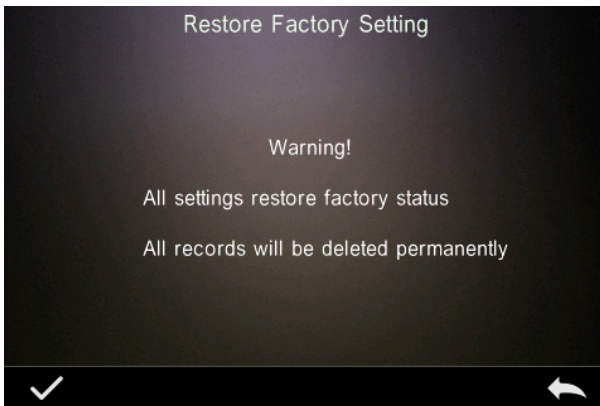 Restore Factory Setting
Warning!
All settings restore factory status
All records will be deleted permanently